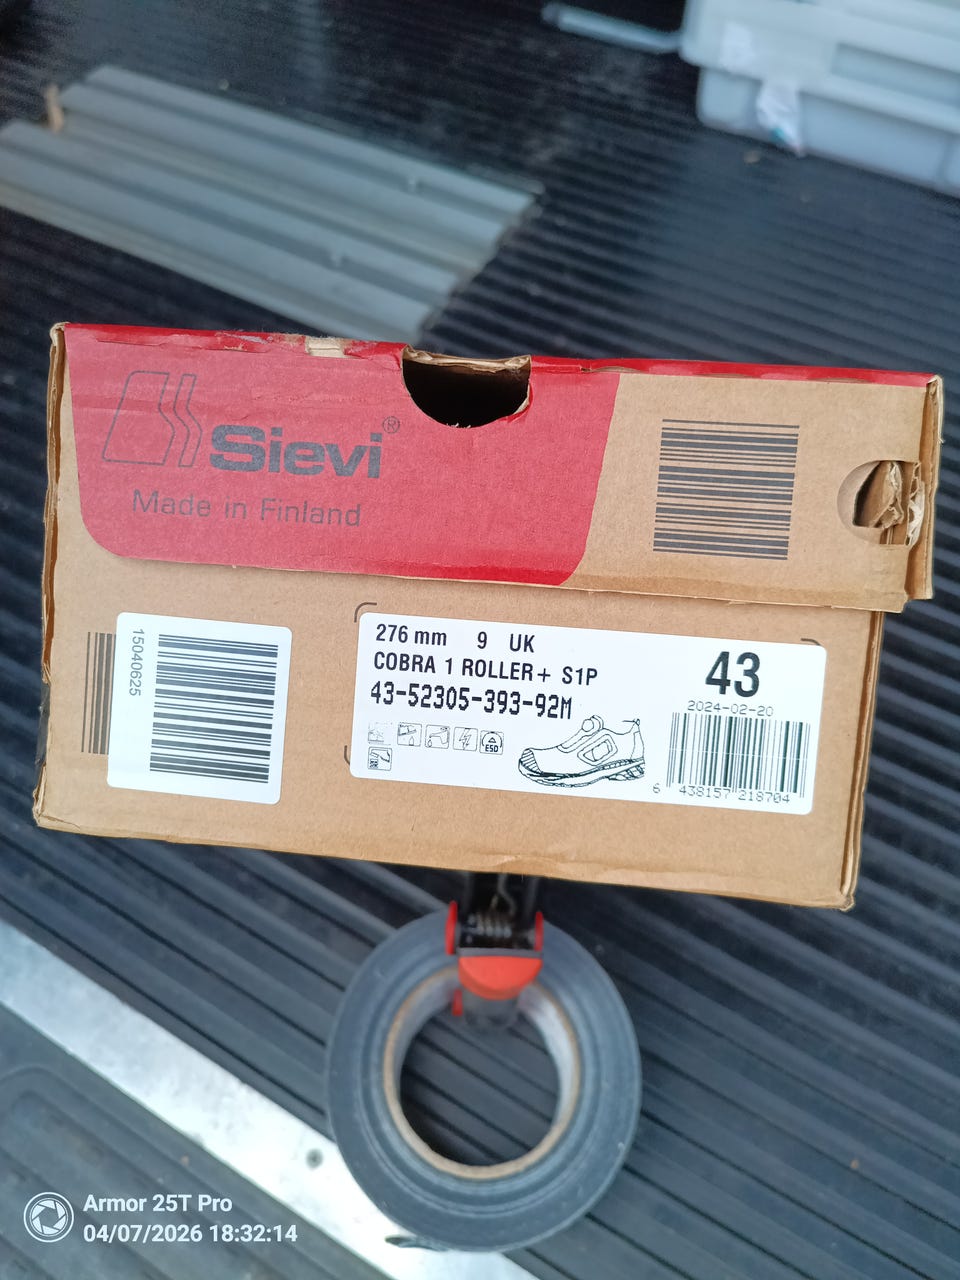 Sievi®
Made in Finland
15040625
276 mm 9 UK
COBRA 1 ROLLER+ S1P
43-52305-393-92M
43
2024-02-20
ESD
6 438157 218704
Armor 25T Pro
04/07/2026 18:32:14